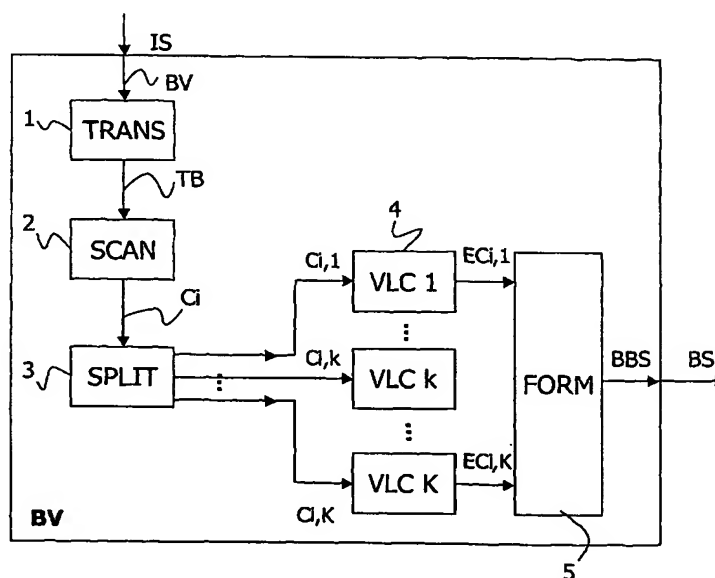 IS
BV
1
TRANS
TB
2
SCAN
4
Ci,1
VLC 1
ECi,1
Ci
...
3
SPLIT
...
Ci,k
VLC k
FORM
BBS
BS
...
Ci,K
VLC K
ECi,K
BV
5